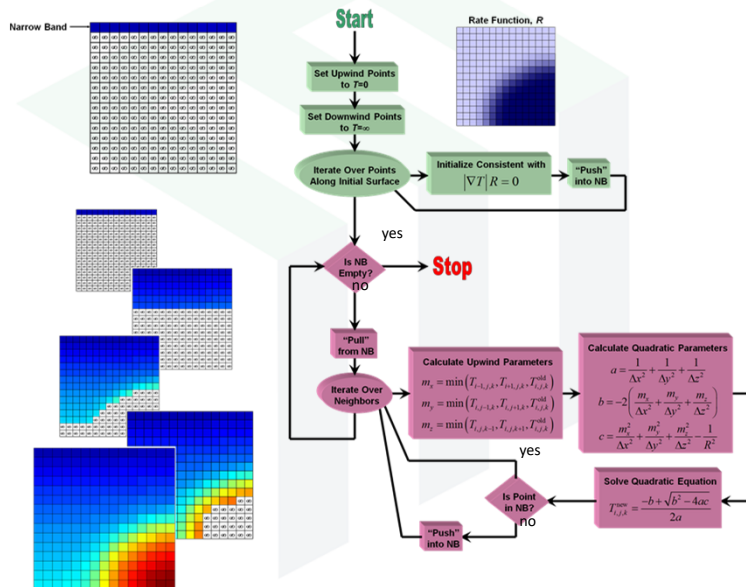 Narrow Band
Start
Rate Function, R
Set Upwind Points
to T=0
Set Downwind Points
to T=∞
Iterate Over Points
Along Initial Surface
Initialize Consistent with
|∇T| R = 0
“Push”
into NB
yes
Is NB
Empty?
Stop
no
“Pull”
from NB
Iterate Over
Neighbors
Calculate Upwind Parameters
m_x = min(T_{i-1,j,k}, T_{i+1,j,k}, T^{old}_{i,j,k})
m_y = min(T_{i,j-1,k}, T_{i,j+1,k}, T^{old}_{i,j,k})
m_z = min(T_{i,j,k-1}, T_{i,j,k+1}, T^{old}_{i,j,k})
Calculate Quadratic Parameters
a = 1/Δx² + 1/Δy² + 1/Δz²
b = -2(m_x/Δx² + m_y/Δy² + m_z/Δz²)
c = m_x²/Δx² + m_y²/Δy² + m_z²/Δz² - 1/R²
Solve Quadratic Equation
T^{new}_{i,j,k} = (-b + √(b² - 4ac))/2a
yes
Is Point
in NB?
no
“Push”
into NB